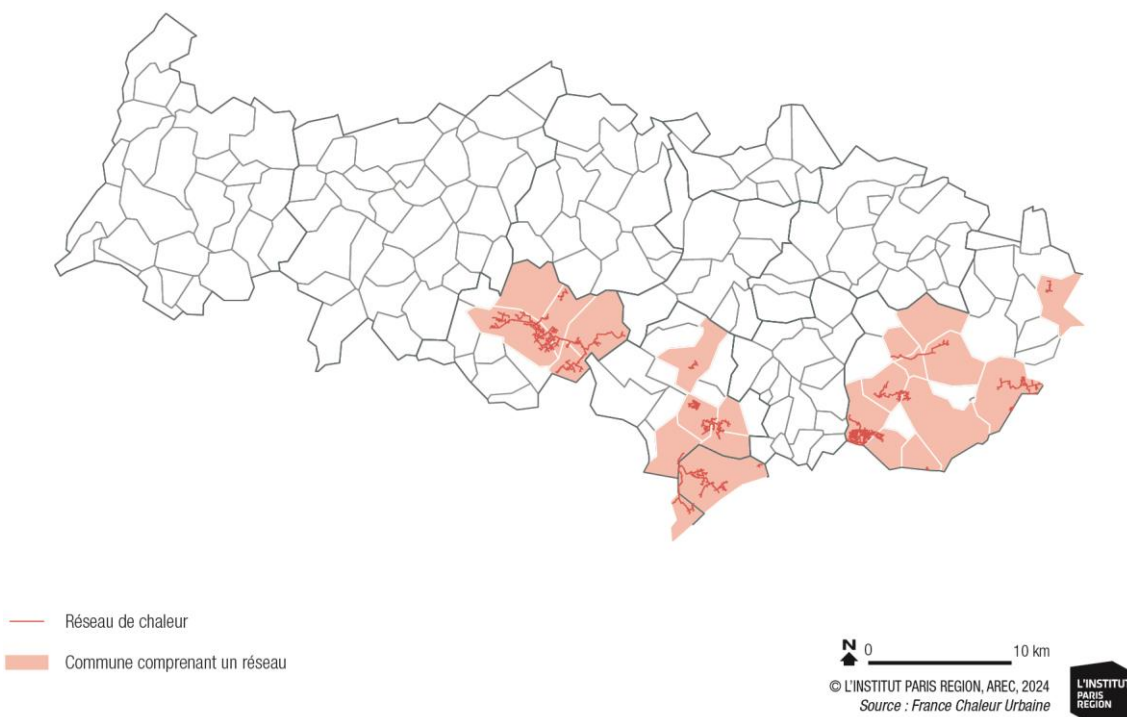 Réseau de chaleur
Commune comprenant un réseau
N 0 10 km
© L'INSTITUT PARIS REGION, AREC, 2024
Source : France Chaleur Urbaine
L'INSTITUT
PARIS
REGION